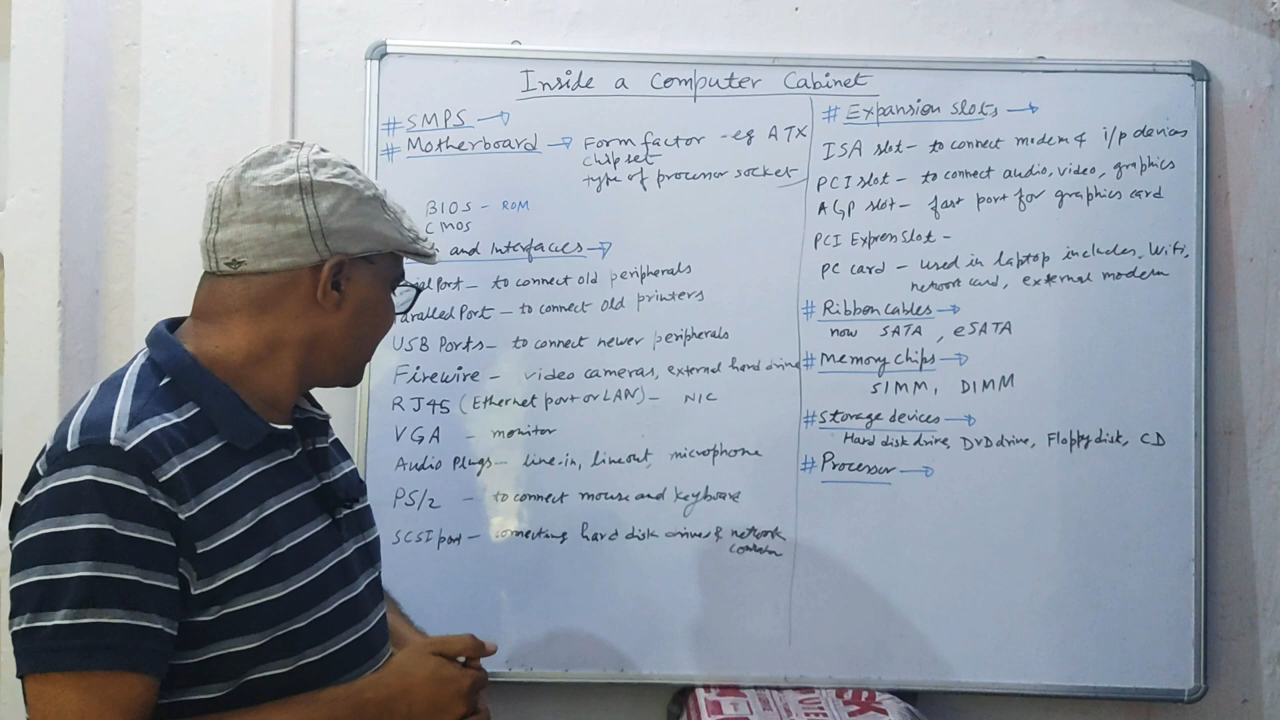 Inside a Computer Cabinet
# SMPS →
# Motherboard → Form factor - eg ATX
chip set
type of processor socket
BIOS - ROM
CMOS
and Interfaces →
Port - to connect old peripherals
Port - to connect old printers
USB Ports - to connect newer peripherals
Firewire - video cameras, external hard drive
RJ45 (Ethernet port or LAN) - NIC
VGA - monitor
Audio Plugs - line-in, line out, microphone
PS/2 - to connect mouse and keyboard
SCSI port - connecting hard disk drives & network
# Expansion slots →
ISA slot - to connect modem & i/p devices
PCI slot - to connect audio, video, graphics
AGP slot - fast port for graphics card
PCI Express Slot -
PC card - used in laptop includes, WiFi,
network card, external modem
# Ribbon cables →
now SATA, eSATA
# Memory chips →
SIMM, DIMM
# Storage devices →
Hard disk drive, DVD drive, Floppy disk, CD
# Processor →